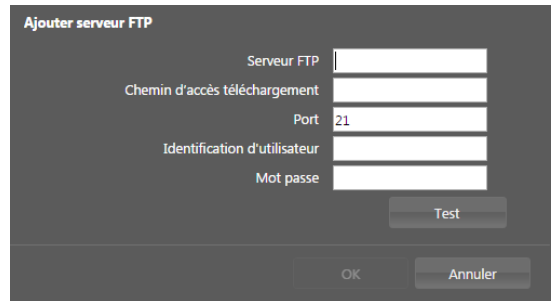 Ajouter serveur FTP
Serveur FTP
Chemin d'accès téléchargement
Port 21
Identification d'utilisateur
Mot passe
Test
OK Annuler